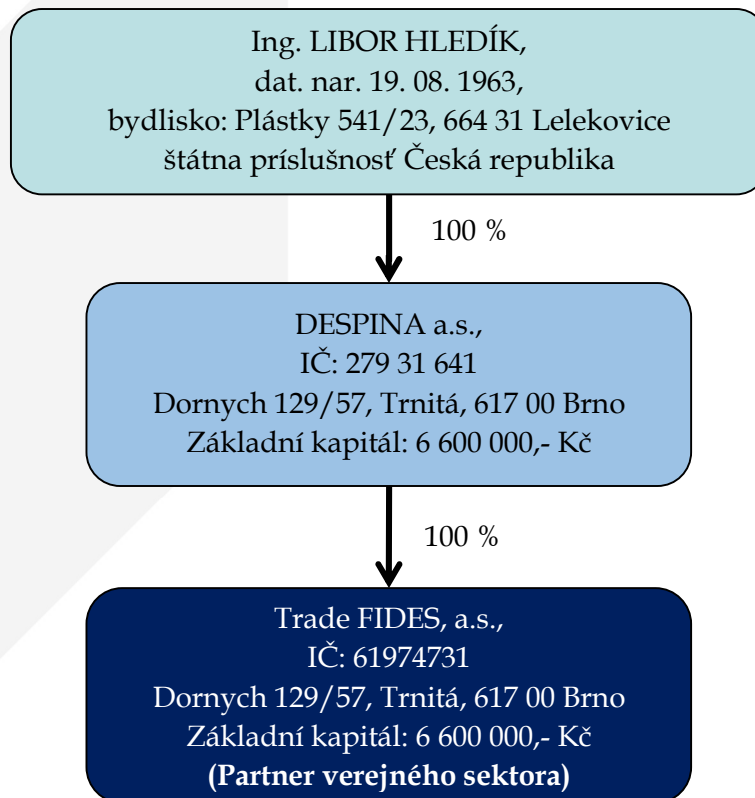 Ing. LIBOR HLEDÍK,
dat. nar. 19. 08. 1963,
bydlisko: Plástky 541/23, 664 31 Lelekovice
štátna príslušnosť Česká republika
100 %
DESPINA a.s.,
IČ: 279 31 641
Dornych 129/57, Trnitá, 617 00 Brno
Základní kapitál: 6 600 000,- Kč
100 %
Trade FIDES, a.s.,
IČ: 61974731
Dornych 129/57, Trnitá, 617 00 Brno
Základní kapitál: 6 600 000,- Kč
(Partner verejného sektora)